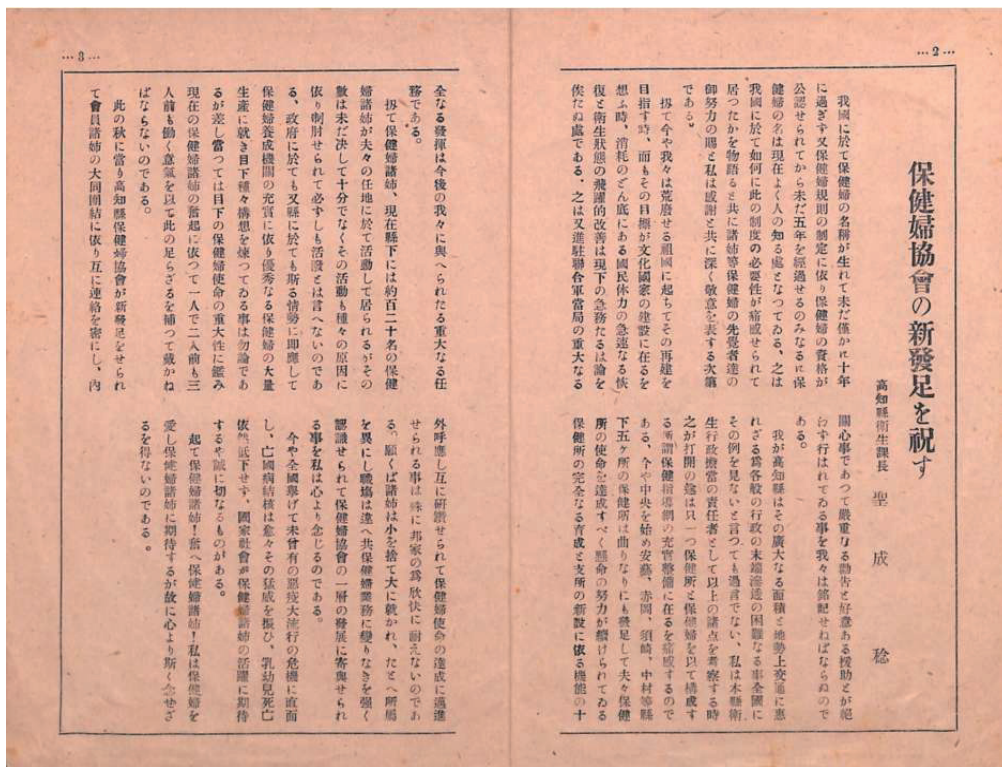 …2…
保健婦協會の新發足を祝す
高知縣衛生課長 聖成稔
我國に於て保健婦の名稱が生れて未だ僅かに十年
に過ぎず又保健婦規則の制定に依り保健婦の資格が
公認せられてから未だ五年を經過せるのみなるに保
健婦の名は現在よく人の知る處となつてゐる、之は
我國に於て如何に此の制度の必要性が痛感せられて
居つたかを物語ると共に諸姉等保健婦の先覺者達の
御努力の賜と私は感謝と共に深く敬意を表する次第
である。
扨て今や我々は荒廢せる祖國に起ちてその再建を
目指す時、而もその目標が文化國家の建設に在るを
想ふ時、消耗のどん底にある國民体力の急速なる恢
復と衛生狀態の飛躍的改善は現下の急務たるは論を
俟たぬ處である、之は又進駐聯合軍當局の重大なる
關心事であつて嚴重なる勸告と好意ある援助とが絕
わず行はれてゐる事を我々は銘記せねばならぬので
ある。
我が高知縣はその廣大なる面積と地勢上交通に惠
れざる爲各般の行政の末端滲透の困難なる事全國に
その例を見ないと言つても過言でない、私は本縣衛
生行政擔當の責任者として以上の諸点を考察する時
之が打開の途は只一つ保健所と保健婦を以て構成す
る所謂保健指導網の充實整備に在るを痛感するので
ある、今や中央を始め安藝、赤岡、須崎、中村等縣
下五ヶ所の保健所は曲りなりにも發足して夫々保健
所の使命を達成すべく懸命の努力が續けられてゐる
保健所の完全なる育成と支所の新設に依る機能の十
…3…
全なる發揮は今後の我々に與へられたる重大なる任
務である。
扨て保健婦諸姉、現在縣下には約百二十名の保健
婦諸姉が夫々の任地に於て活動して居られるがその
數は未だ決して十分でなくその活動も種々の原因に
依り制肘せられて必ずしも活潑とは言へないのであ
る、政府に於ても又縣に於ても斯る情勢に即應して
保健婦養成機關の充實に依り優秀なる保健婦の大量
生產に就き目下種々構想を煉つてゐる事は勿論であ
るが差し當つては目下の保健婦使命の重大性に鑑み
現在の保健婦諸姉の奮起に依つて一人で二人前も三
人前も働く意氣を以て此の足らざるを補つて戴かね
ばならないのである。
此の秋に當り高知縣保健婦協會が新發足をせられ
て會員諸姉の大同團結に依り互に連絡を密にし、內
外呼應し互に硏鑽せられて保健婦使命の達成に邁進
せられる事は殊に邦家の爲欣快に耐えないのであ
る。願くば諸姉は小を捨て大に就かれ、たとへ所屬
を異にし職塲は違へ共保健婦業務に變りなきを强く
認識せられて保健婦協會の一層の發展に寄與せられ
る事を私は心より念じるのである。
今や全國擧げて未曾有の惡疫大流行の危機に直面
し、亡國病結核は愈々その猛威を振ひ、乳幼兒死亡
依然低下せず、國家社會が保健婦諸姉の活躍に期待
するや誠に切なるものがある。
起て保健婦諸姉！奮へ保健婦諸姉！私は保健婦を
愛し保健婦諸姉に期待するが故に心より斯く念せざ
るを得ないのである。